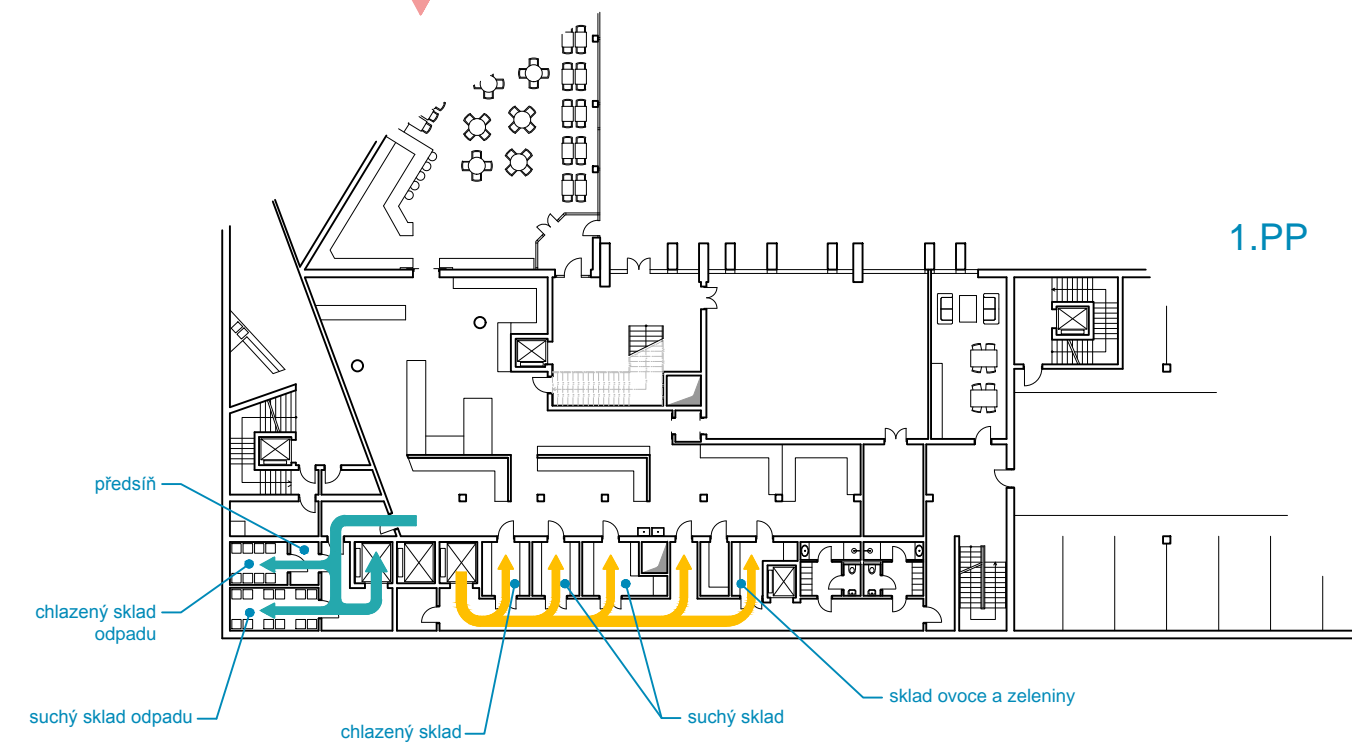 1.PP
předsíň
chlazený sklad
odpadu
suchý sklad odpadu
chlazený sklad
suchý sklad
sklad ovoce a zeleniny